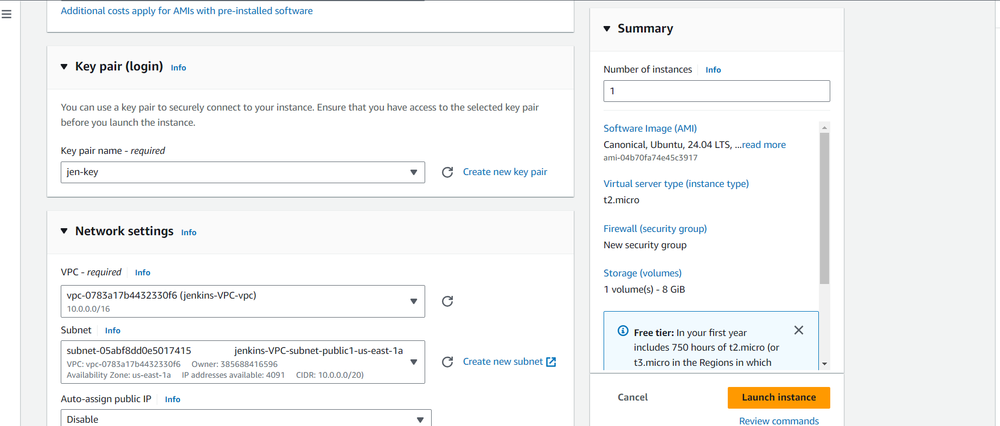 Additional costs apply for AMIs with pre-installed software
Key pair (login) Info
You can use a key pair to securely connect to your instance. Ensure that you have access to the selected key pair
before you launch the instance.
Key pair name - required
jen-key
Create new key pair
Network settings Info
VPC - required Info
vpc-0783a17b4432330f6 (jenkins-VPC-vpc)
10.0.0.0/16
Subnet Info
subnet-05abf8dd0e5017415 jenkins-VPC-subnet-public1-us-east-1a
VPC: vpc-0783a17b4432330f6 Owner: 385688416596
Availability Zone: us-east-1a IP addresses available: 4091 CIDR: 10.0.0.0/20)
Create new subnet
Auto-assign public IP Info
Disable
Summary
Number of instances Info
1
Software Image (AMI)
Canonical, Ubuntu, 24.04 LTS, ...read more
ami-04b70fa74e45c3917
Virtual server type (instance type)
t2.micro
Firewall (security group)
New security group
Storage (volumes)
1 volume(s) - 8 GiB
Free tier: In your first year
includes 750 hours of t2.micro (or
t3.micro in the Regions in which
Cancel
Launch instance
Review commands